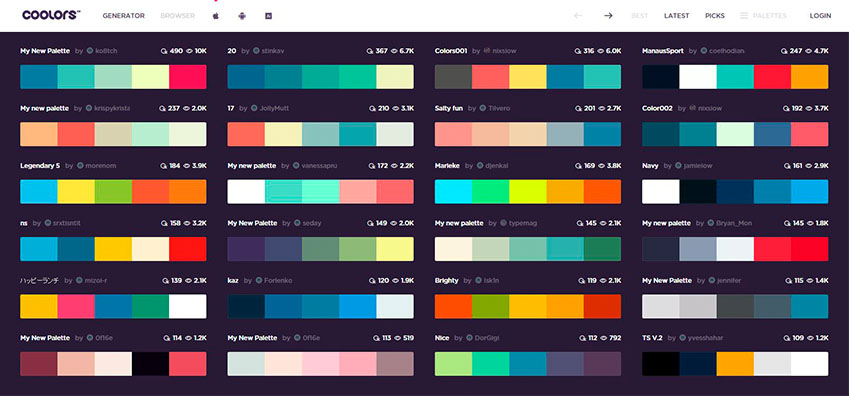 COOLORS GENERATOR BROWSER BEST LATEST PICKS PALETTES LOGIN
My New Palette by ko8tch 490 10K
20 by stinkav 367 6.7K
Colors001 by nixsiow 316 6.0K
ManausSport by coelhodian 247 4.7K
My new palette by krispykrista 237 2.0K
17 by JollyMutt 210 3.1K
Salty fun by Tilvero 201 2.7K
Color002 by nixsiow 192 3.7K
Legendary 5 by morenom 184 3.9K
My new palette by vanessapru 172 2.2K
Marieke by djenkal 169 3.8K
Navy by jamielow 161 2.9K
ns by srxtisntit 158 3.2K
My New Palette by seday 149 2.0K
My new palette by typemag 145 2.1K
My new palette by Bryan_Mon 145 1.8K
ハッピーランチ by mizoi-r 139 2.1K
kaz by Forlenko 120 1.9K
Brighty by isk1n 119 2.1K
My New Palette by jennifer 115 1.4K
My New Palette by 0f16e 114 1.2K
My New Palette by 0f16e 113 519
Nice by DorGigi 112 792
TS V.2 by yvesshahar 109 1.2K